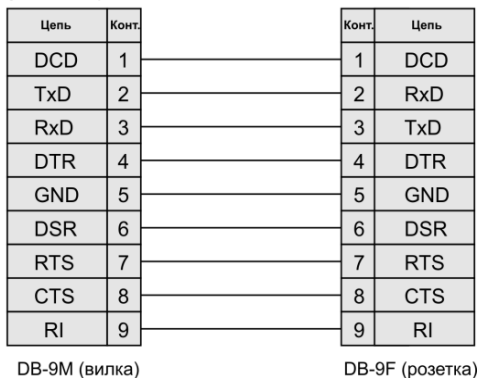 Цепь Конт. Конт. Цепь
DCD 1 1 DCD
TxD 2 2 RxD
RxD 3 3 TxD
DTR 4 4 DTR
GND 5 5 GND
DSR 6 6 DSR
RTS 7 7 RTS
CTS 8 8 CTS
RI 9 9 RI
DB-9M (вилка) DB-9F (розетка)